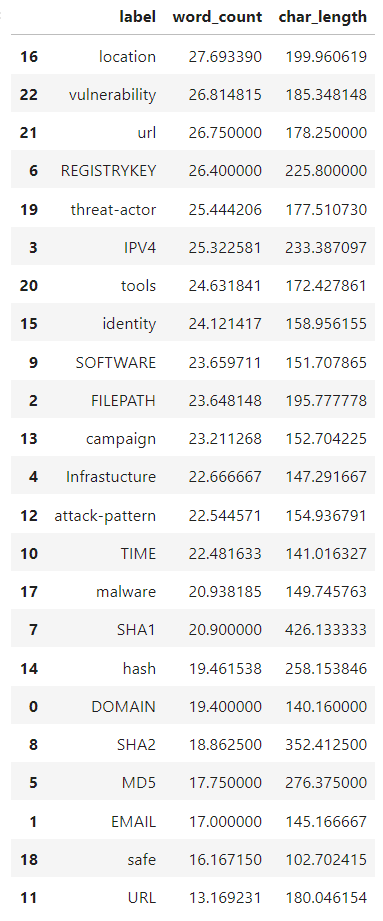 label word_count char_length
16 location 27.693390 199.960619
22 vulnerability 26.814815 185.348148
21 url 26.750000 178.250000
6 REGISTRYKEY 26.400000 225.800000
19 threat-actor 25.444206 177.510730
3 IPV4 25.322581 233.387097
20 tools 24.631841 172.427861
15 identity 24.121417 158.956155
9 SOFTWARE 23.659711 151.707865
2 FILEPATH 23.648148 195.777778
13 campaign 23.211268 152.704225
4 Infrastucture 22.666667 147.291667
12 attack-pattern 22.544571 154.936791
10 TIME 22.481633 141.016327
17 malware 20.938185 149.745763
7 SHA1 20.900000 426.133333
14 hash 19.461538 258.153846
0 DOMAIN 19.400000 140.160000
8 SHA2 18.862500 352.412500
5 MD5 17.750000 276.375000
1 EMAIL 17.000000 145.166667
18 safe 16.167150 102.702415
11 URL 13.169231 180.046154